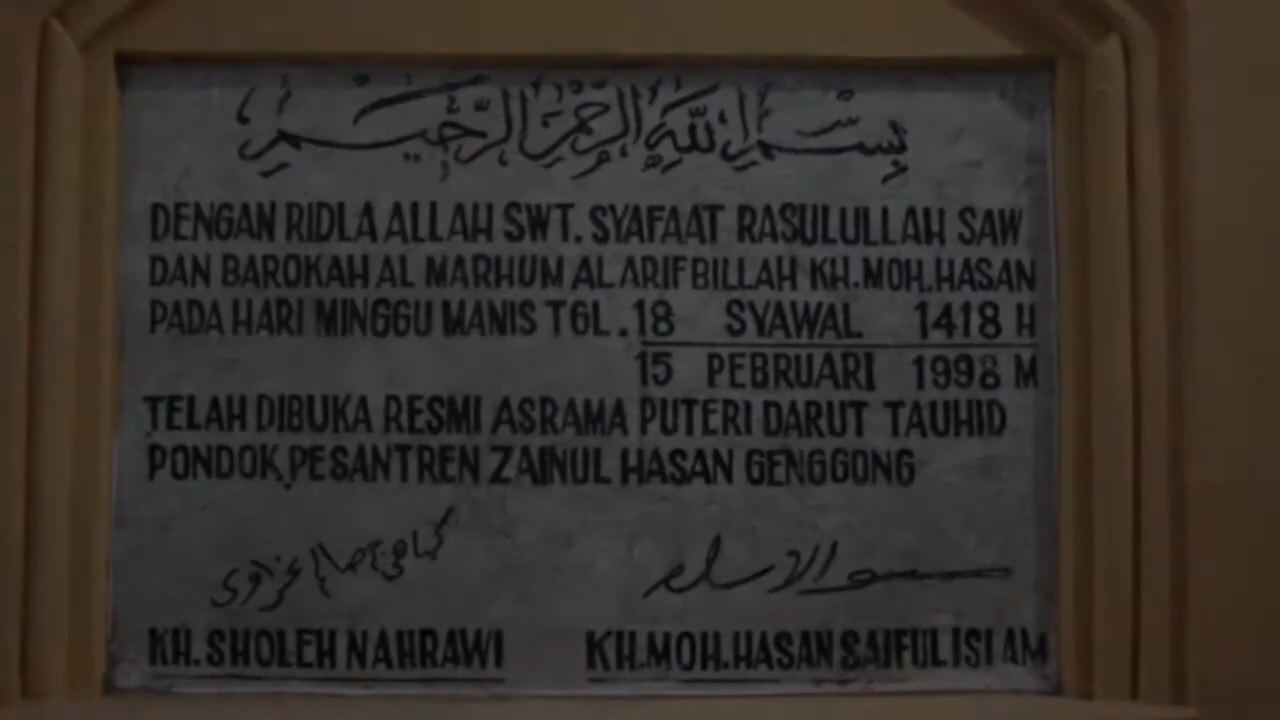 بسم الله الرحمن الرحيم
DENGAN RIDLA ALLAH SWT. SYAFAAT RASULULLAH SAW
DAN BAROKAH AL MARHUM AL ARIF BILLAH KH.MOH.HASAN
PADA HARI MINGGU MANIS TGL. 18 SYAWAL 1418 H
15 PEBRUARI 1998 M
TELAH DIBUKA RESMI ASRAMA PUTERI DARUT TAUHID
PONDOK PESANTREN ZAINUL HASAN GENGGONG
KH. SHOLEH NAHRAWI KH.MOH.HASAN SAIFUL ISLAM